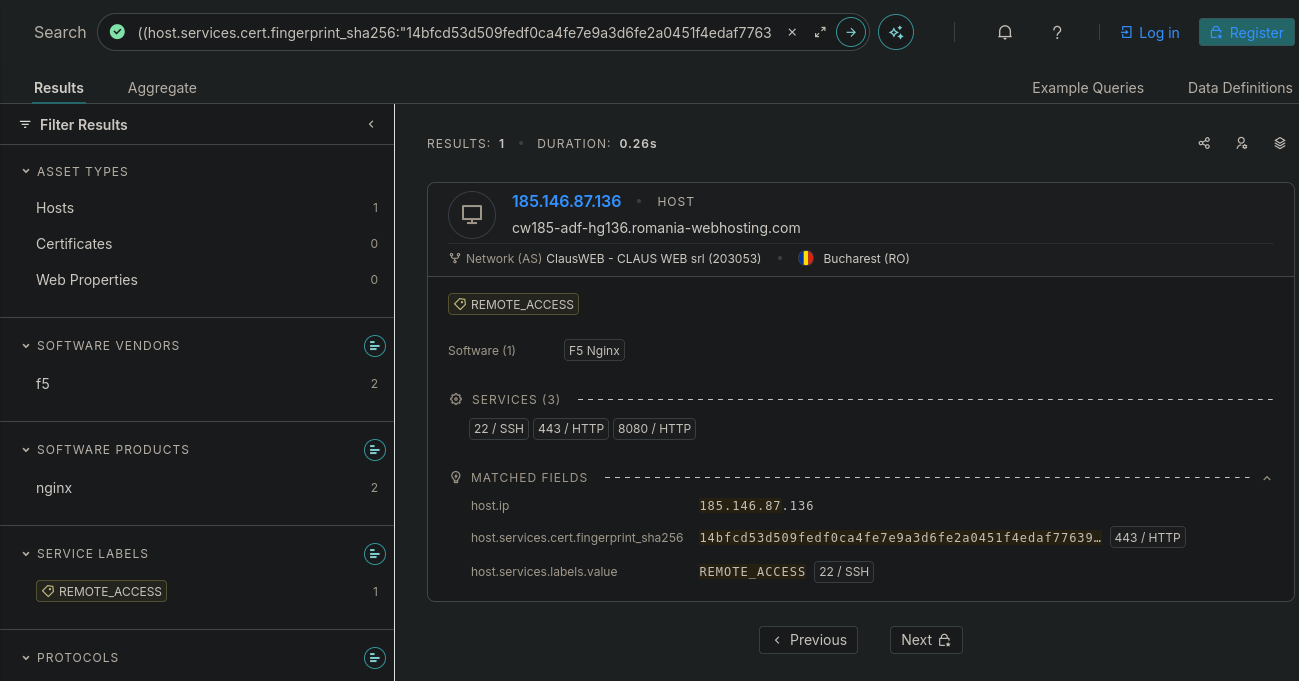 Search
((host.services.cert.fingerprint_sha256:"14bfcd53d509fedf0ca4fe7e9a3d6fe2a0451f4edaf7763
?
Log in
Register
Results
Aggregate
Example Queries
Data Definitions
Filter Results
ASSET TYPES
Hosts 1
Certificates 0
Web Properties 0
SOFTWARE VENDORS
f5 2
SOFTWARE PRODUCTS
nginx 2
SERVICE LABELS
REMOTE_ACCESS 1
PROTOCOLS
RESULTS: 1 • DURATION: 0.26s
185.146.87.136 • HOST
cw185-adf-hg136.romania-webhosting.com
Network (AS) ClausWEB - CLAUS WEB srl (203053) • Bucharest (RO)
REMOTE_ACCESS
Software (1) F5 Nginx
SERVICES (3)
22 / SSH 443 / HTTP 8080 / HTTP
MATCHED FIELDS
host.ip 185.146.87.136
host.services.cert.fingerprint_sha256 14bfcd53d509fedf0ca4fe7e9a3d6fe2a0451f4edaf77639… 443 / HTTP
host.services.labels.value REMOTE_ACCESS 22 / SSH
Previous
Next